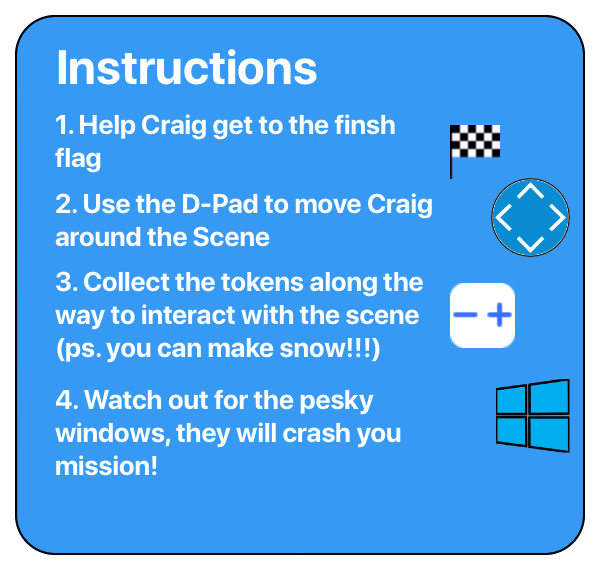 Instructions
1. Help Craig get to the finsh
flag
2. Use the D-Pad to move Craig
around the Scene
3. Collect the tokens along the
way to interact with the scene
(ps. you can make snow!!!)
4. Watch out for the pesky
windows, they will crash you
mission!